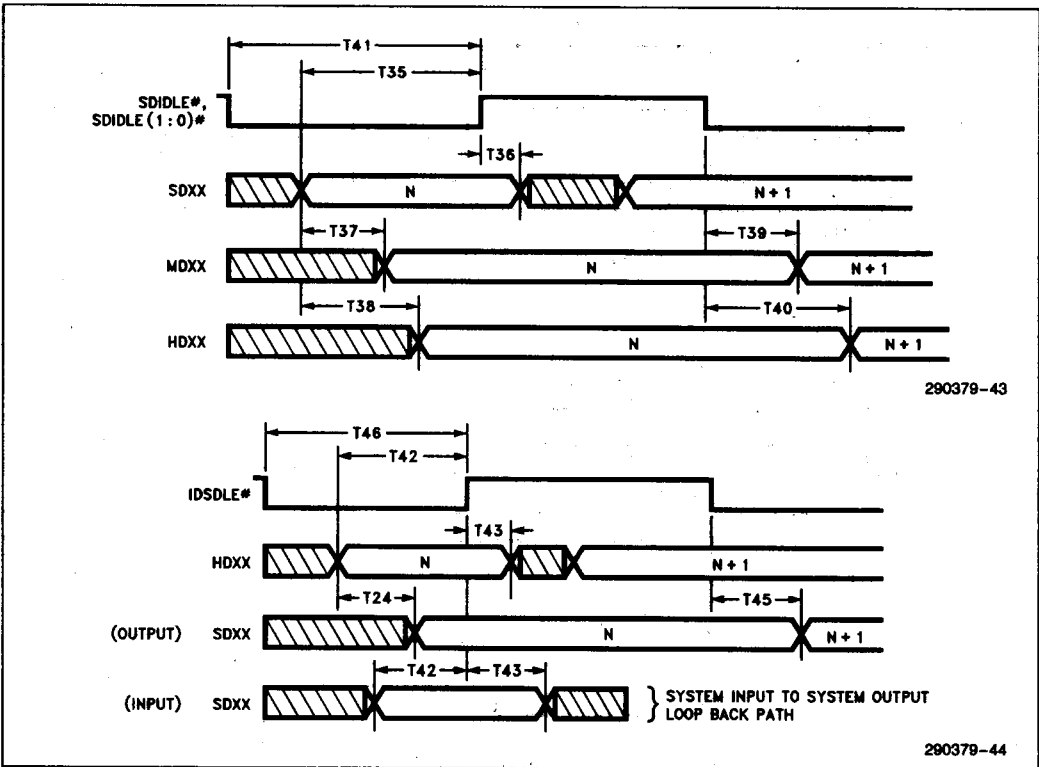 T41
T35
SDIDLE#,
SDIDLE(1:0)#
T36
SDXX
N
N+1
T37
T39
MDXX
N
N+1
T38
T40
HDXX
N
N+1
290379-43
T46
T42
IDSDLE#
T43
HDXX
N
N+1
T24
T45
(OUTPUT) SDXX
N
N+1
T42
T43
(INPUT) SDXX
SYSTEM INPUT TO SYSTEM OUTPUT
LOOP BACK PATH
290379-44